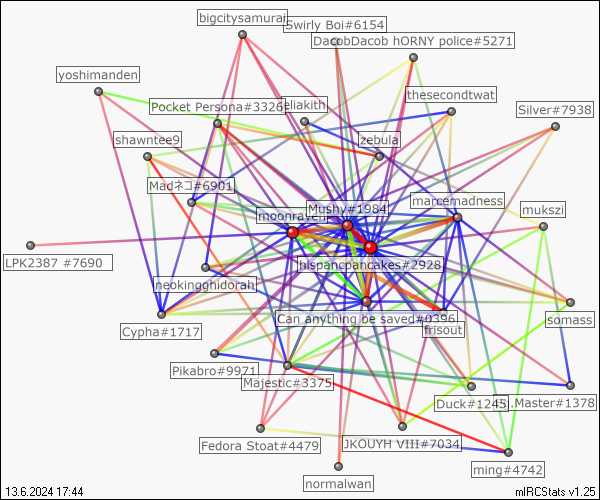 bigcitysamurai
Swirly Boi#6154
DacobDacob hORNY police#5271
yoshimanden
thesecondtwat
Pocket Persona#3326
eliakith
Silver#7938
shawntee9
zebula
Madネコ#6901
marcemadness
Mushy#1984
moonraven
mukszi
LPK2387 #7690
hispancpancakes#2928
neokingghidorah
somass
Can anything be saved#0396
Cypha#1717
frisout
Pikabro#9971
Majestic#3375
Duck#1245
Master#1378
Fedora Stoat#4479
JKOUYH VIII#7034
ming#4742
normalwan
13.6.2024 17:44
mIRCStats v1.25